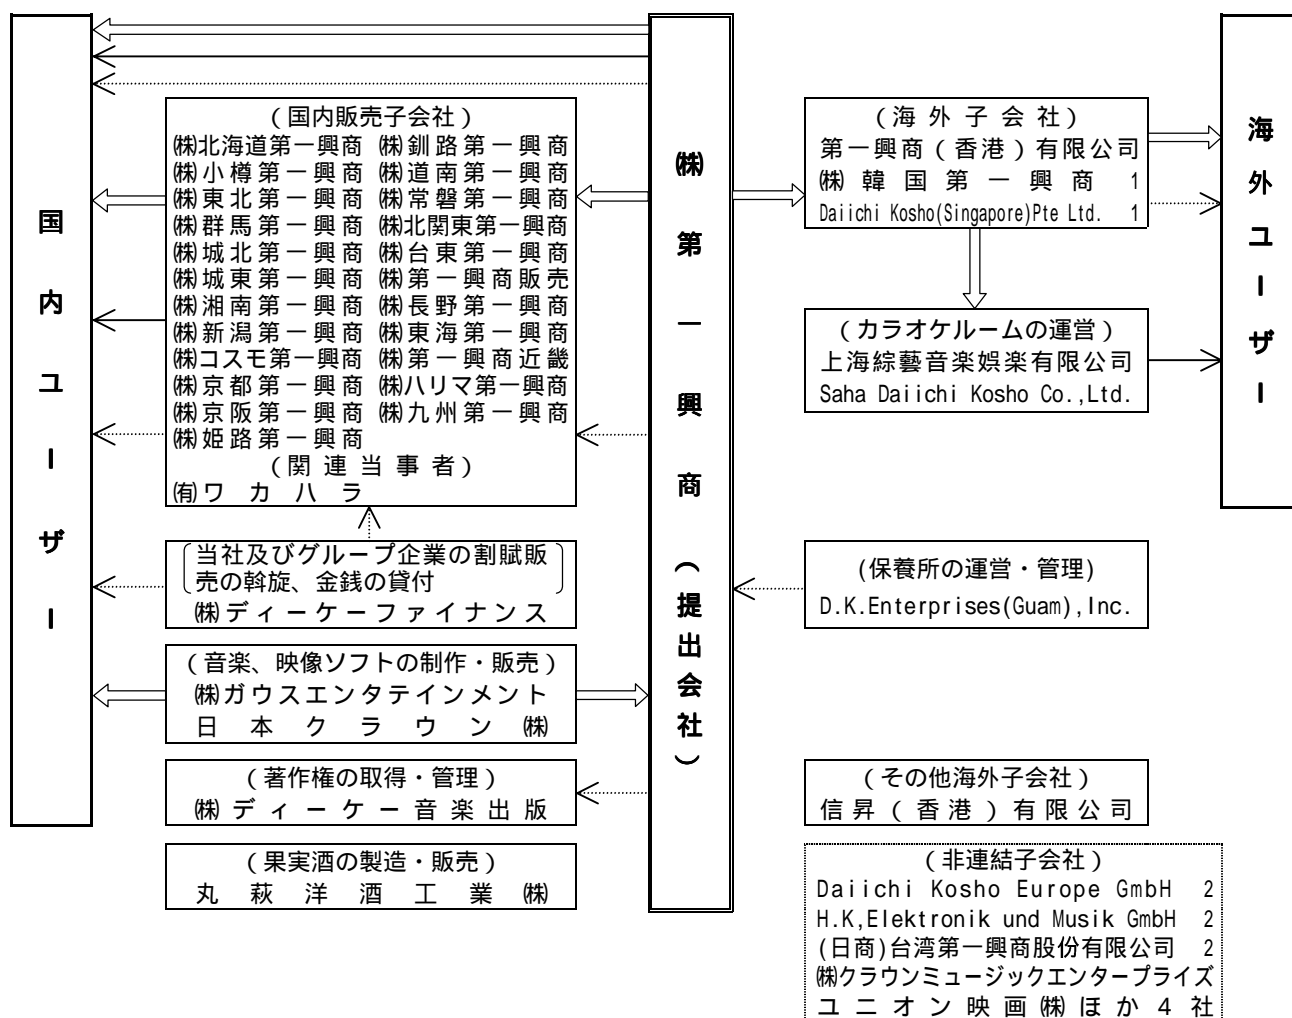 国内ユーザー
(国内販売子会社)
㈱北海道第一興商 ㈱釧路第一興商
㈱小樽第一興商 ㈱道南第一興商
㈱東北第一興商 ㈱常磐第一興商
㈱群馬第一興商 ㈱北関東第一興商
㈱城北第一興商 ㈱台東第一興商
㈱城東第一興商 ㈱第一興商販売
㈱湘南第一興商 ㈱長野第一興商
㈱新潟第一興商 ㈱東海第一興商
㈱コスモ第一興商 ㈱第一興商近畿
㈱京都第一興商 ㈱ハリマ第一興商
㈱京阪第一興商 ㈱九州第一興商
㈱姫路第一興商
(関連当事者)
㈲ワカハラ
当社及びグループ企業の割賦販
売の斡旋、金銭の貸付
㈱ディーケーファイナンス
(音楽、映像ソフトの制作・販売)
㈱ガウスエンタテインメント
日本クラウン㈱
(著作権の取得・管理)
㈱ディーケー音楽出版
(果実酒の製造・販売)
丸萩洋酒工業㈱
㈱第一興商(提出会社)
(海外子会社)
第一興商(香港)有限公司
㈱韓国第一興商 1
Daiichi Kosho(Singapore)Pte Ltd. 1
(カラオケルームの運営)
上海綜藝音楽娯楽有限公司
Saha Daiichi Kosho Co.,Ltd.
(保養所の運営・管理)
D.K.Enterprises(Guam),Inc.
(その他海外子会社)
信昇(香港)有限公司
(非連結子会社)
Daiichi Kosho Europe GmbH 2
H.K,Elektronik und Musik GmbH 2
(日商)台湾第一興商股份有限公司 2
㈱クラウンミュージックエンタープライズ
ユニオン映画㈱ほか4社
海外ユーザー